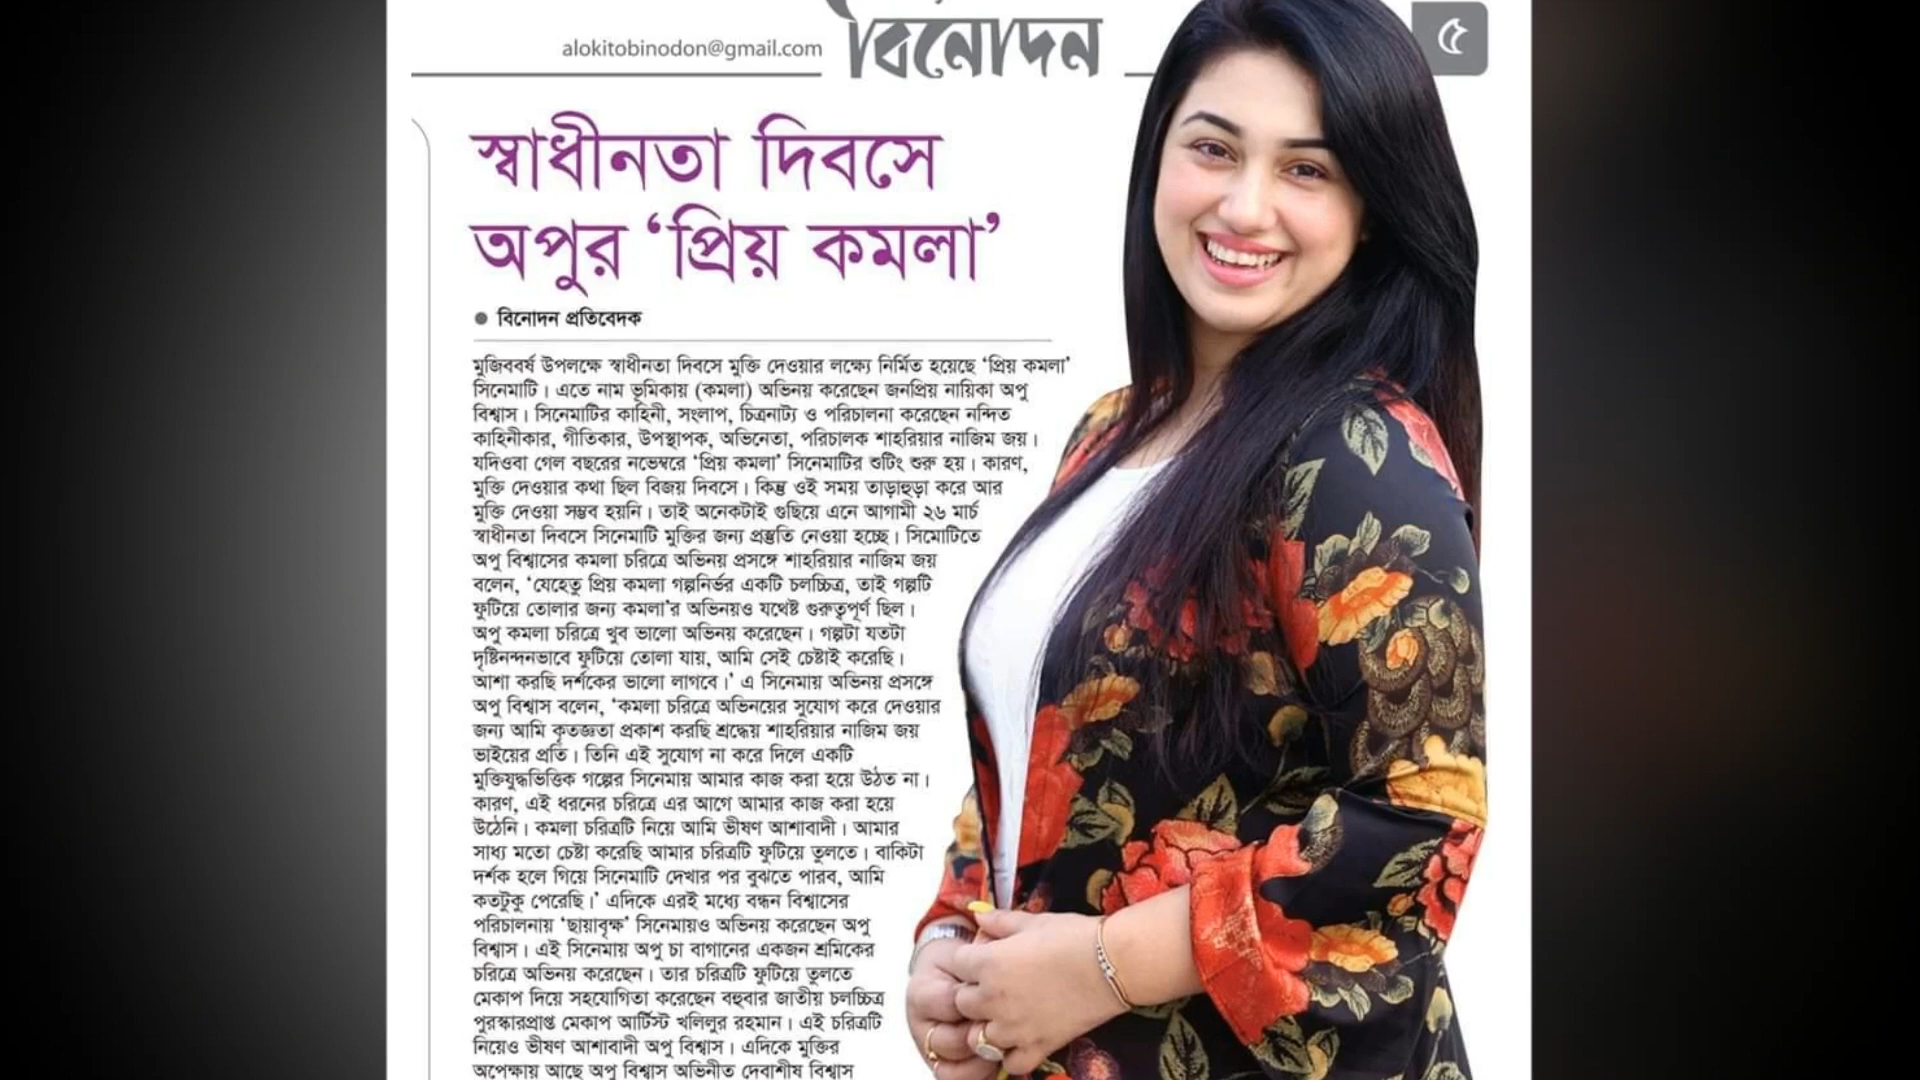 alokitobinodon@gmail.com
বিনোদন
৫
স্বাধীনতা দিবসে
অপুর ‘প্রিয় কমলা’
● বিনোদন প্রতিবেদক
মুজিববর্ষ উপলক্ষে স্বাধীনতা দিবসে মুক্তি দেওয়ার লক্ষ্যে নির্মিত হয়েছে ‘প্রিয় কমলা’
সিনেমাটি। এতে নাম ভূমিকায় (কমলা) অভিনয় করেছেন জনপ্রিয় নায়িকা অপু
বিশ্বাস। সিনেমাটির কাহিনী, সংলাপ, চিত্রনাট্য ও পরিচালনা করেছেন নন্দিত
কাহিনীকার, গীতিকার, উপস্থাপক, অভিনেতা, পরিচালক শাহরিয়ার নাজিম জয়।
যদিওবা গেল বছরের নভেম্বরে ‘প্রিয় কমলা’ সিনেমাটির শুটিং শুরু হয়। কারণ,
মুক্তি দেওয়ার কথা ছিল বিজয় দিবসে। কিন্তু ওই সময় তাড়াহুড়া করে আর
মুক্তি দেওয়া সম্ভব হয়নি। তাই অনেকটাই গুছিয়ে এনে আগামী ২৬ মার্চ
স্বাধীনতা দিবসে সিনেমাটি মুক্তির জন্য প্রস্তুতি নেওয়া হচ্ছে। সিমোটিতে
অপু বিশ্বাসের কমলা চরিত্রে অভিনয় প্রসঙ্গে শাহরিয়ার নাজিম জয়
বলেন, ‘যেহেতু প্রিয় কমলা গল্পনির্ভর একটি চলচ্চিত্র, তাই গল্পটি
ফুটিয়ে তোলার জন্য কমলা’র অভিনয়ও যথেষ্ট গুরুত্বপূর্ণ ছিল।
অপু কমলা চরিত্রে খুব ভালো অভিনয় করেছেন। গল্পটা যতটা
দৃষ্টিনন্দনভাবে ফুটিয়ে তোলা যায়, আমি সেই চেষ্টাই করেছি।
আশা করছি দর্শকের ভালো লাগবে।’ এ সিনেমায় অভিনয় প্রসঙ্গে
অপু বিশ্বাস বলেন, ‘কমলা চরিত্রে অভিনয়ের সুযোগ করে দেওয়ার
জন্য আমি কৃতজ্ঞতা প্রকাশ করছি শ্রদ্ধেয় শাহরিয়ার নাজিম জয়
ভাইয়ের প্রতি। তিনি এই সুযোগ না করে দিলে একটি
মুক্তিযুদ্ধভিত্তিক গল্পের সিনেমায় আমার কাজ করা হয়ে উঠত না।
কারণ, এই ধরনের চরিত্রে এর আগে আমার কাজ করা হয়ে
উঠেনি। কমলা চরিত্রটি নিয়ে আমি ভীষণ আশাবাদী। আমার
সাধ্য মতো চেষ্টা করেছি আমার চরিত্রটি ফুটিয়ে তুলতে। বাকিটা
দর্শক হলে গিয়ে সিনেমাটি দেখার পর বুঝতে পারব, আমি
কতটুকু পেরেছি।’ এদিকে এরই মধ্যে বন্ধন বিশ্বাসের
পরিচালনায় ‘ছায়াবৃক্ষ’ সিনেমায়ও অভিনয় করেছেন অপু
বিশ্বাস। এই সিনেমায় অপু চা বাগানের একজন শ্রমিকের
চরিত্রে অভিনয় করেছেন। তার চরিত্রটি ফুটিয়ে তুলতে
মেকাপ দিয়ে সহযোগিতা করেছেন বহুবার জাতীয় চলচ্চিত্র
পুরস্কারপ্রাপ্ত মেকাপ আর্টিস্ট খলিলুর রহমান। এই চরিত্রটি
নিয়েও ভীষণ আশাবাদী অপু বিশ্বাস। এদিকে মুক্তির
অপেক্ষায় আছে অপু বিশ্বাস অভিনীত দেবাশীষ বিশ্বাস